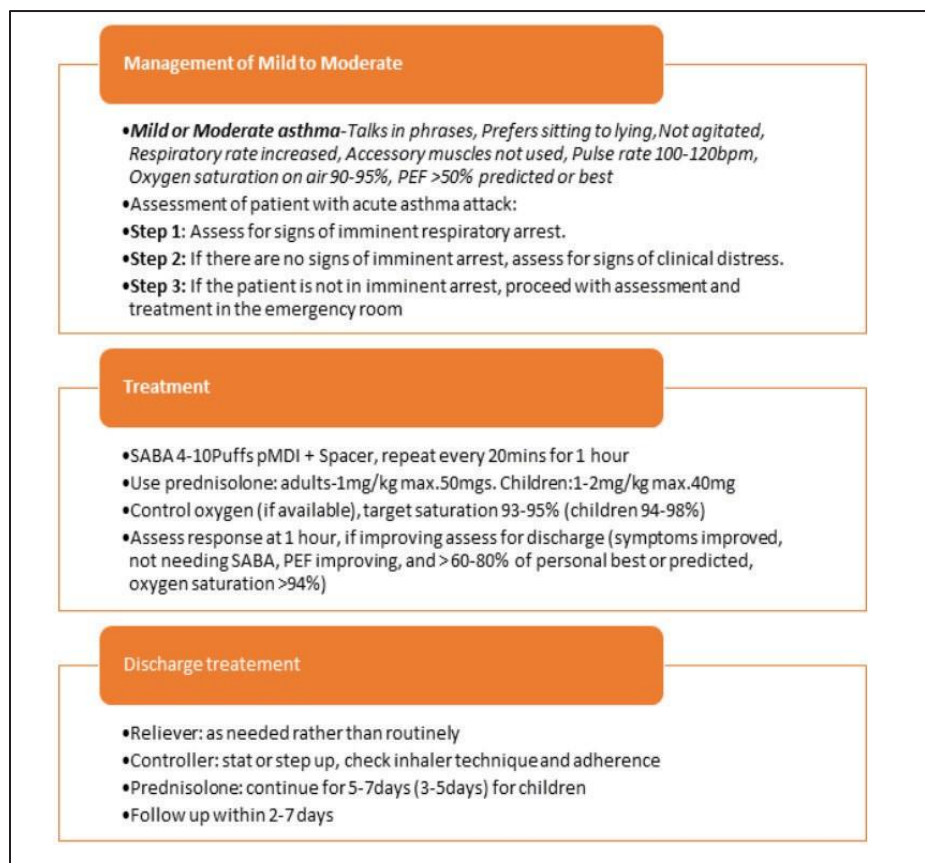 Management of Mild to Moderate
•Mild or Moderate asthma-Talks in phrases, Prefers sitting to lying,Not agitated,
Respiratory rate increased, Accessory muscles not used, Pulse rate 100-120bpm,
Oxygen saturation on air 90-95%, PEF >50% predicted or best
•Assessment of patient with acute asthma attack:
•Step 1: Assess for signs of imminent respiratory arrest.
•Step 2: If there are no signs of imminent arrest, assess for signs of clinical distress.
•Step 3: If the patient is not in imminent arrest, proceed with assessment and
treatment in the emergency room
Treatment
•SABA 4-10Puffs pMDI + Spacer, repeat every 20mins for 1 hour
•Use prednisolone: adults-1mg/kg max.50mgs. Children:1-2mg/kg max.40mg
•Control oxygen (if available), target saturation 93-95% (children 94-98%)
•Assess response at 1 hour, if improving assess for discharge (symptoms improved,
not needing SABA, PEF improving, and >60-80% of personal best or predicted,
oxygen saturation >94%)
Discharge treatement
•Reliever: as needed rather than routinely
•Controller: stat or step up, check inhaler technique and adherence
•Prednisolone: continue for 5-7days (3-5days) for children
•Follow up within 2-7 days